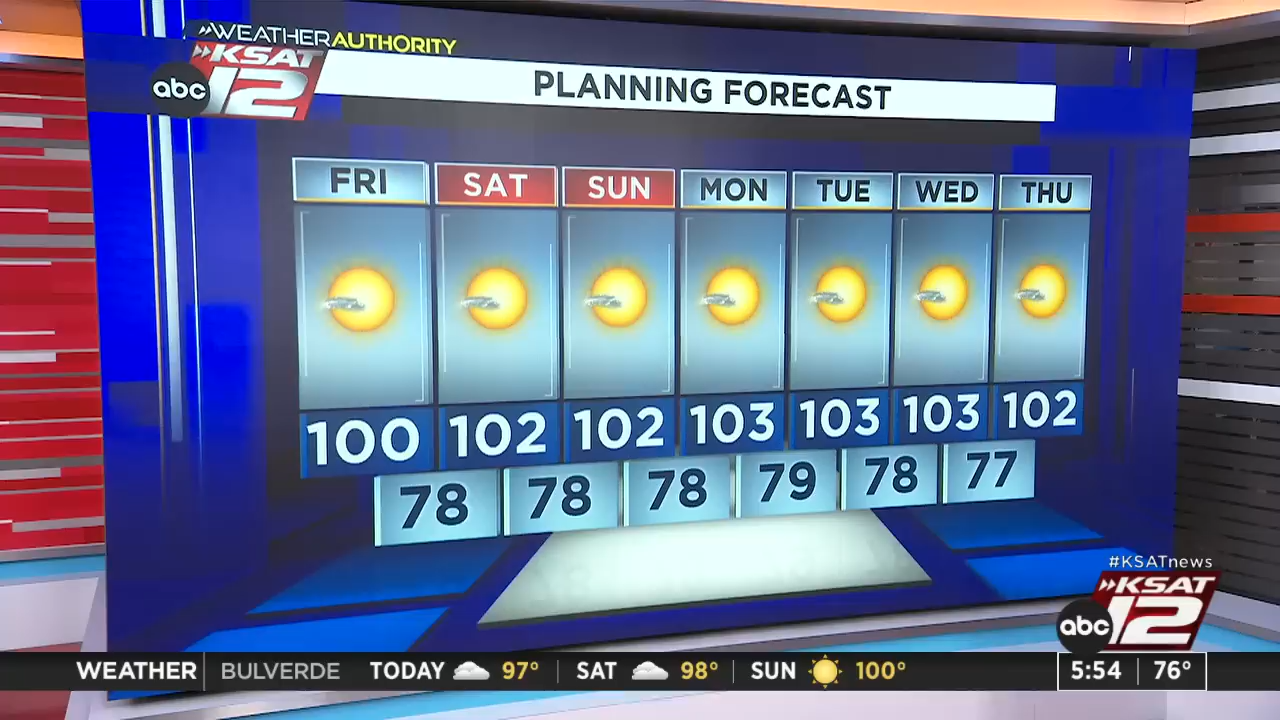 WEATHERAUTHORITY
KSAT
abc 12
PLANNING FORECAST
FRI SAT SUN MON TUE WED THU
100 102 102 103 103 103 102
78 78 78 79 78 77
#KSATnews
KSAT
abc 12
WEATHER BULVERDE TODAY 97° SAT 98° SUN 100° 5:54 76°